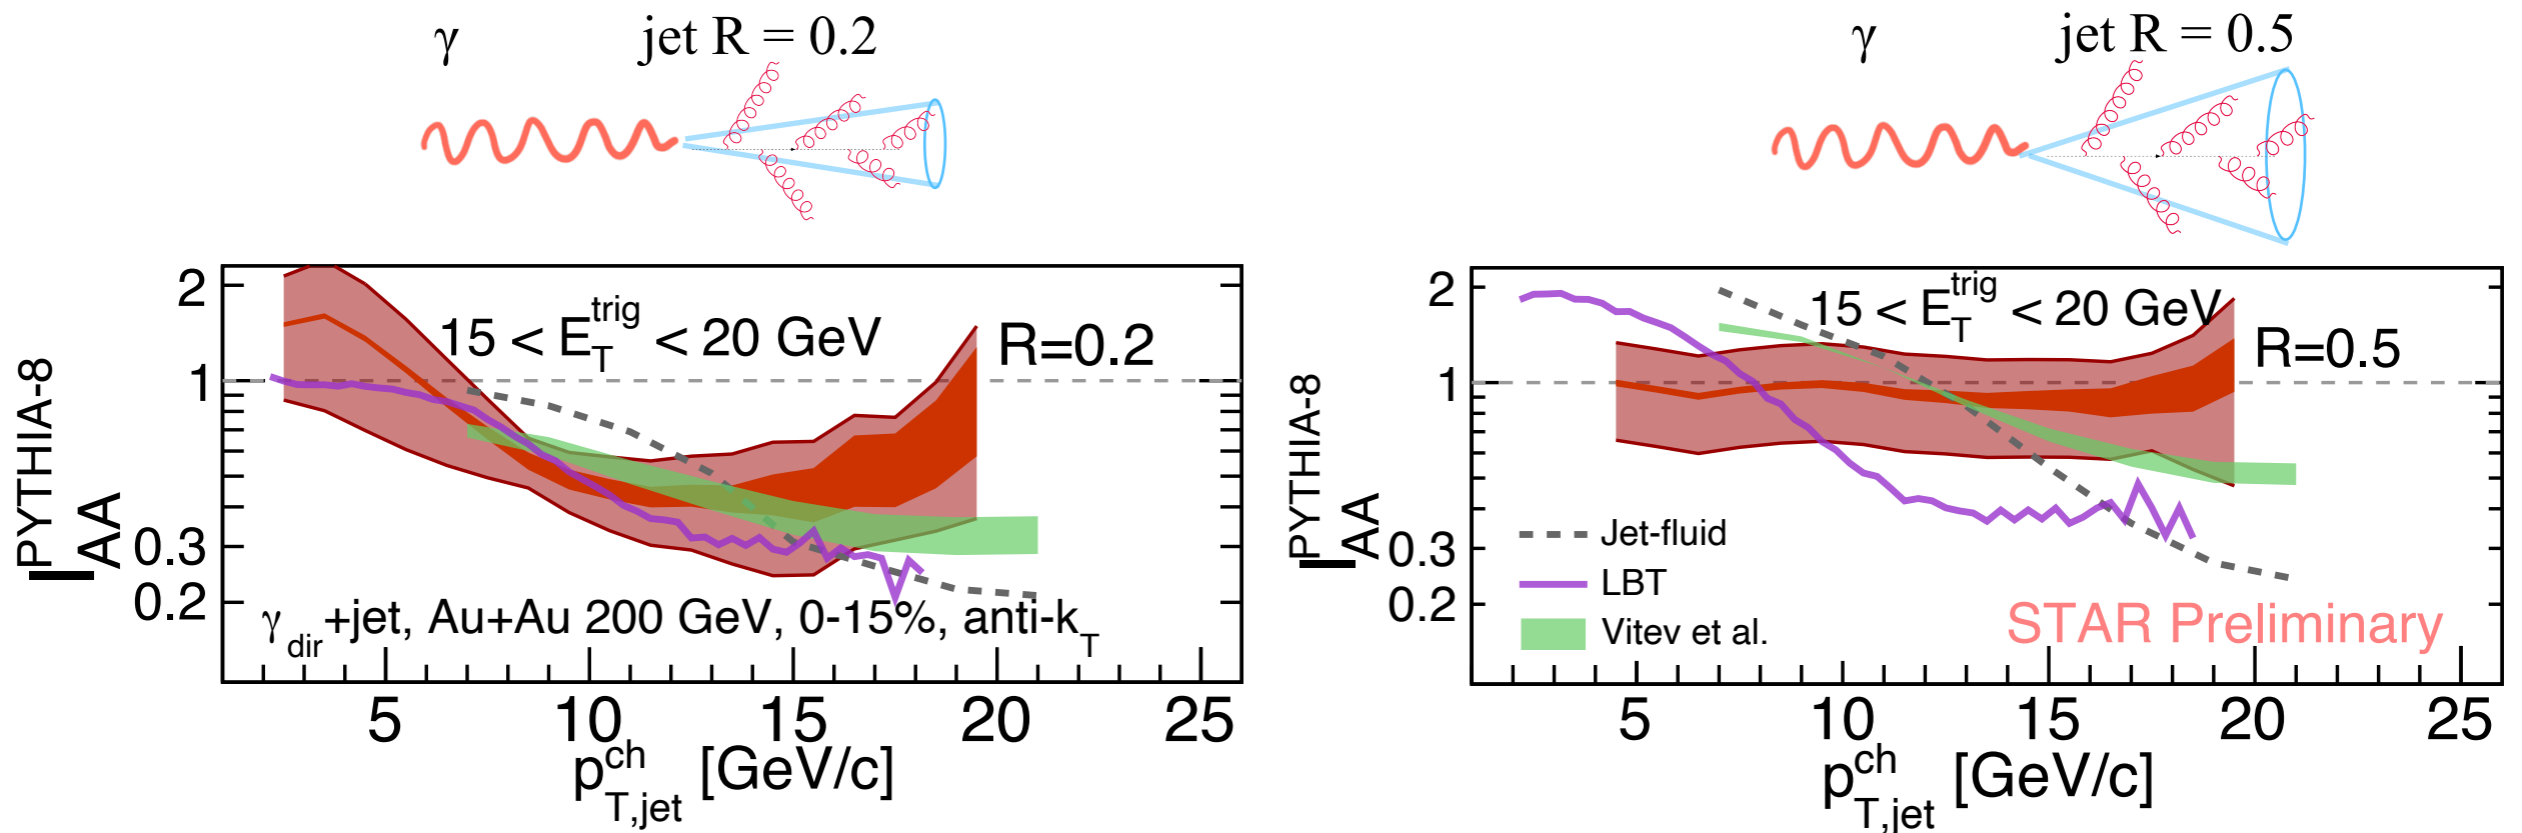 γ jet R = 0.2
2
1
0.3
0.2
15 < E_T^trig < 20 GeV
R=0.2
γ_dir+jet, Au+Au 200 GeV, 0-15%, anti-k_T
I_AA^PYTHIA-8
5 10 15 20 25
p_T,jet^ch [GeV/c]
γ jet R = 0.5
2
1
0.3
0.2
15 < E_T^trig < 20 GeV
R=0.5
Jet-fluid
LBT
Vitev et al.
STAR Preliminary
I_AA^PYTHIA-8
5 10 15 20 25
p_T,jet^ch [GeV/c]